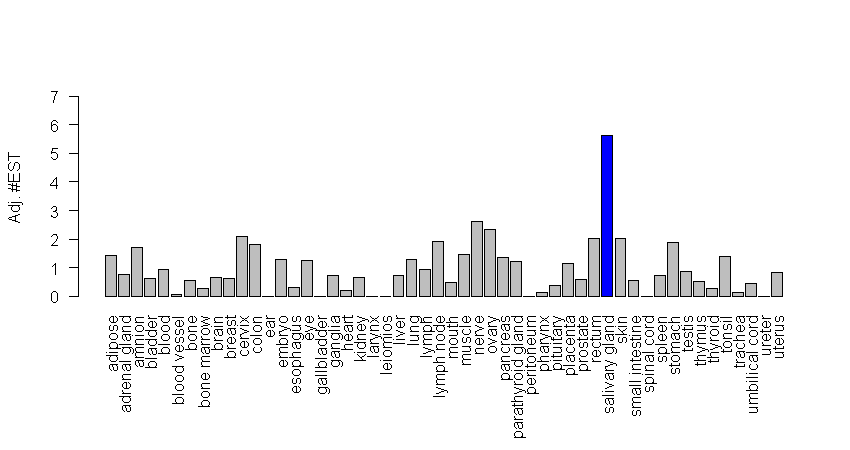 Adj. #EST
7
6
5
4
3
2
1
0
adipose
adrenal gland
amnion
bladder
blood
blood vessel
bone
bone marrow
brain
breast
cervix
colon
ear
embryo
esophagus
eye
gallbladder
ganglia
heart
kidney
larynx
leiomios
liver
lung
lymph
lymph node
mouth
muscle
nerve
ovary
pancreas
parathyroid gland
peritoneum
pharynx
pituitary
placenta
prostate
rectum
salivary gland
skin
small intestine
spinal cord
spleen
stomach
testis
thymus
thyroid
tonsil
trachea
umbilical cord
ureter
uterus